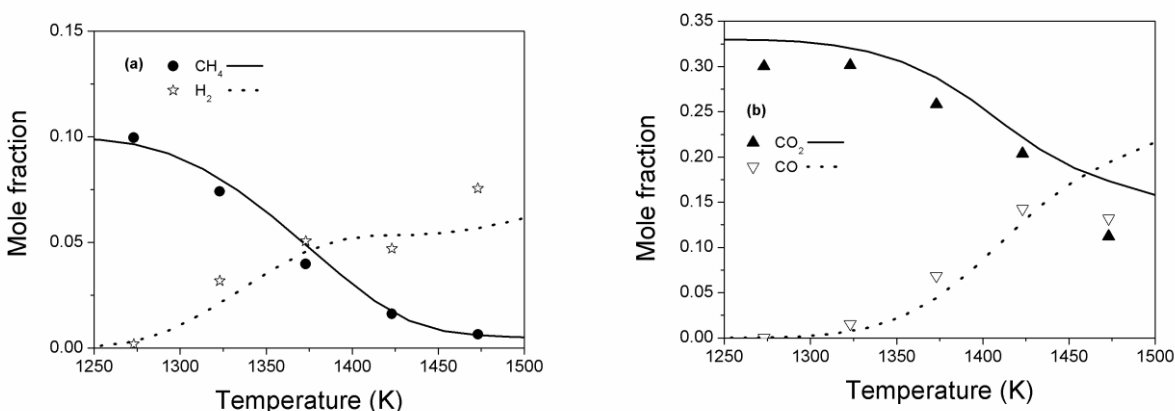 0.15
0.10
0.05
0.00
Mole fraction
(a)
CH4
H2
1250 1300 1350 1400 1450 1500
Temperature (K)
0.35
0.30
0.25
0.20
0.15
0.10
0.05
0.00
Mole fraction
(b)
CO2
CO
1250 1300 1350 1400 1450 1500
Temperature (K)